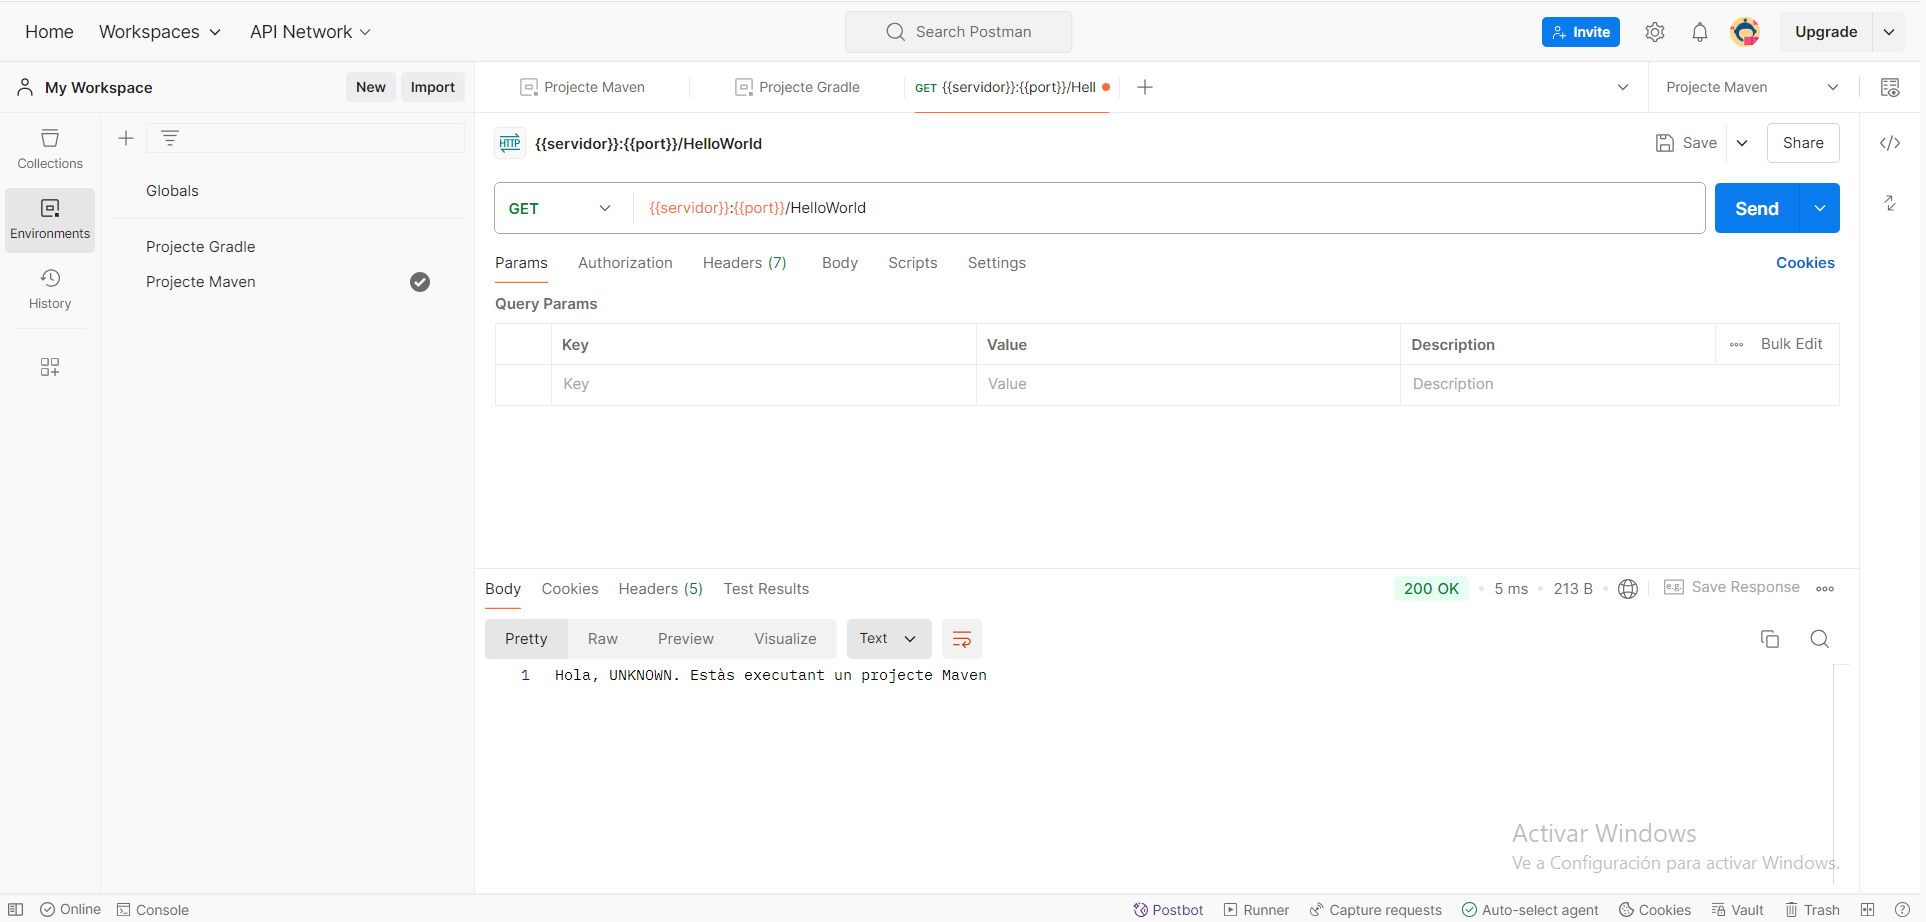 Home Workspaces API Network Search Postman Invite Upgrade
My Workspace New Import Projecte Maven Projecte Gradle GET {{servidor}}:{{port}}/Hell Projecte Maven
Collections
Environments
History
Globals
Projecte Gradle
Projecte Maven
HTTP {{servidor}}:{{port}}/HelloWorld Save Share
GET {{servidor}}:{{port}}/HelloWorld Send
Params Authorization Headers (7) Body Scripts Settings Cookies
Query Params
Key Value Description Bulk Edit
Key Value Description
Body Cookies Headers (5) Test Results 200 OK 5 ms 213 B e.g. Save Response
Pretty Raw Preview Visualize Text
1 Hola, UNKNOWN. Estàs executant un projecte Maven
Activar Windows
Ve a Configuración para activar Windows.
Online Console Postbot Runner Capture requests Auto-select agent Cookies Vault Trash